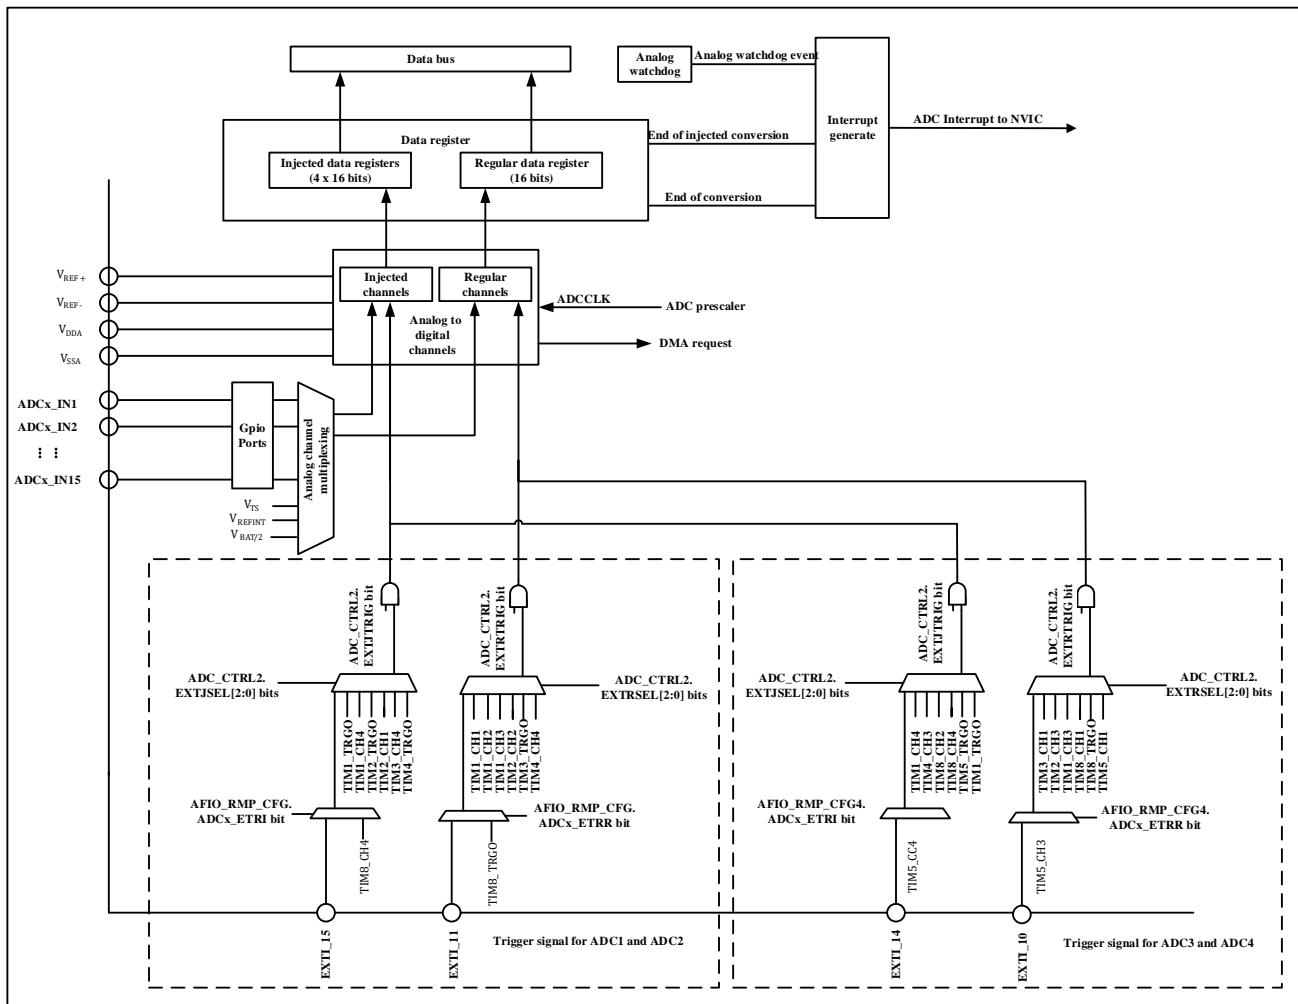 Data bus
Analog
watchdog
Analog watchdog event
Interrupt
generate
ADC Interrupt to NVIC
Data register
Injected data registers
(4 x 16 bits)
Regular data register
(16 bits)
End of injected conversion
End of conversion
VREF+
VREF-
VDDA
VSSA
Injected
channels
Regular
channels
Analog to
digital
channels
ADCCLK
ADC prescaler
DMA request
ADCx_IN1
ADCx_IN2
⋮ ⋮
ADCx_IN15
Gpio
Ports
Analog channel
multiplexing
VTS
VREFINT
VBAT/2
ADC_CTRL2.
EXTJTRIG bit
ADC_CTRL2.
EXTRTRIG bit
ADC_CTRL2.
EXTJTRIG bit
ADC_CTRL2.
EXTRTRIG bit
ADC_CTRL2.
EXTJSEL[2:0] bits
ADC_CTRL2.
EXTRSEL[2:0] bits
ADC_CTRL2.
EXTJSEL[2:0] bits
ADC_CTRL2.
EXTRSEL[2:0] bits
TIM1_TRGO
TIM1_CH4
TIM2_TRGO
TIM2_CH1
TIM3_CH4
TIM4_TRGO
TIM1_CH1
TIM1_CH2
TIM1_CH3
TIM2_CH2
TIM3_TRGO
TIM4_CH4
TIM1_CH4
TIM4_CH3
TIM8_CH2
TIM8_CH4
TIM5_TRGO
TIM1_TRGO
TIM3_CH1
TIM2_CH3
TIM1_CH3
TIM8_CH1
TIM8_TRGO
TIM5_CH1
AFIO_RMP_CFG.
ADCx_ETRI bit
AFIO_RMP_CFG.
ADCx_ETRR bit
AFIO_RMP_CFG4.
ADCx_ETRI bit
AFIO_RMP_CFG4.
ADCx_ETRR bit
TIM8_CH4
TIM8_TRGO
TIM5_CC4
TIM5_CH3
EXTI_15
EXTI_11
Trigger signal for ADC1 and ADC2
EXTI_14
EXTI_10
Trigger signal for ADC3 and ADC4